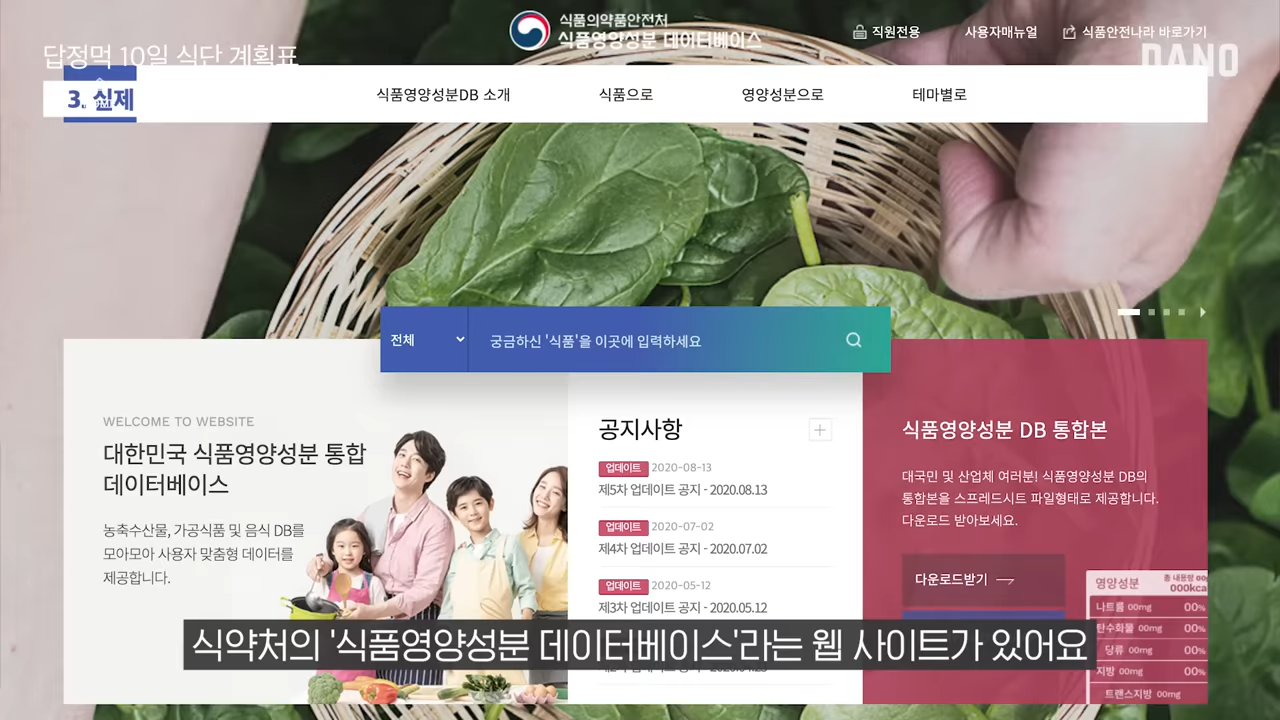 식품의약품안전처
식품영양성분 데이터베이스
직원전용
사용자매뉴얼
식품안전나라 바로가기
답정먹 10일 식단 계획표
DANO
3. 실제
식품영양성분DB 소개
식품으로
영양성분으로
테마별로
전체
궁금하신 '식품'을 이곳에 입력하세요
WELCOME TO WEBSITE
대한민국 식품영양성분 통합
데이터베이스
농축수산물, 가공식품 및 음식 DB를
모아모아 사용자 맞춤형 데이터를
제공합니다.
공지사항
업데이트 2020-08-13
제5차 업데이트 공지 - 2020.08.13
업데이트 2020-07-02
제4차 업데이트 공지 - 2020.07.02
업데이트 2020-05-12
제3차 업데이트 공지 - 2020.05.12
식품영양성분 DB 통합본
대국민 및 산업체 여러분! 식품영양성분 DB의
통합본을 스프레드시트 파일형태로 제공합니다.
다운로드 받아보세요.
다운로드받기
영양성분
총 내용량 00
000kca
나트륨 00mg 00%
탄수화물 00mg 00%
당류 00mg 00%
지방 00mg 00%
트랜스지방 00mg
식약처의 '식품영양성분 데이터베이스'라는 웹 사이트가 있어요